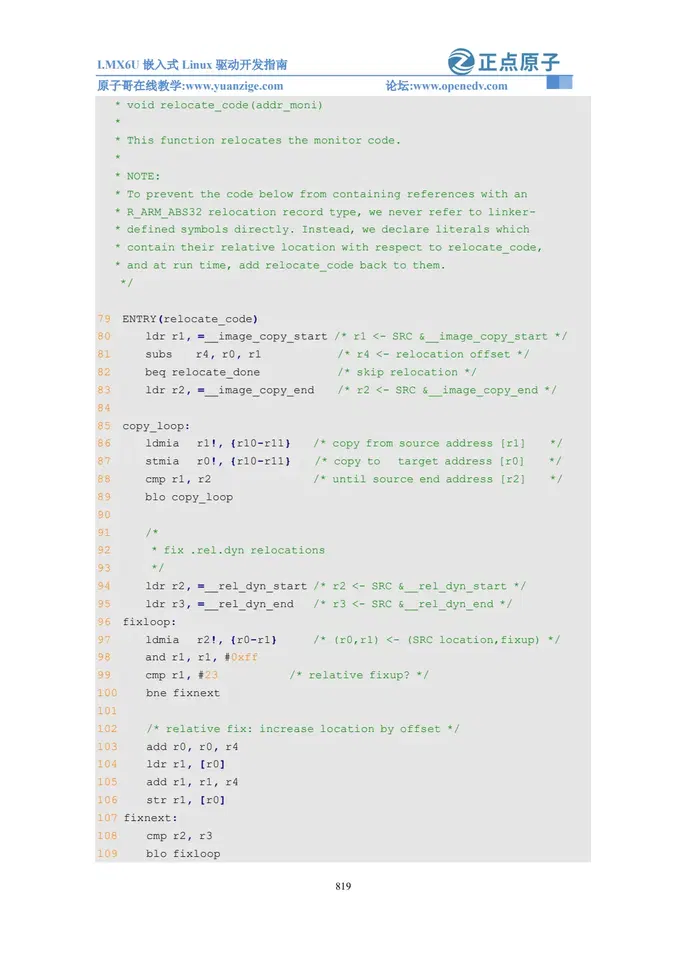 I.MX6U 嵌入式 Linux 驱动开发指南
正点原子
原子哥在线教学:www.yuanzige.com 论坛:www.openedv.com
* void relocate_code(addr_moni)
*
* This function relocates the monitor code.
*
* NOTE:
* To prevent the code below from containing references with an
* R_ARM_ABS32 relocation record type, we never refer to linker-
* defined symbols directly. Instead, we declare literals which
* contain their relative location with respect to relocate_code,
* and at run time, add relocate_code back to them.
*/
79 ENTRY(relocate_code)
80 ldr r1, =__image_copy_start /* r1 <- SRC &__image_copy_start */
81 subs r4, r0, r1 /* r4 <- relocation offset */
82 beq relocate_done /* skip relocation */
83 ldr r2, =__image_copy_end /* r2 <- SRC &__image_copy_end */
84
85 copy_loop:
86 ldmia r1!, {r10-r11} /* copy from source address [r1] */
87 stmia r0!, {r10-r11} /* copy to target address [r0] */
88 cmp r1, r2 /* until source end address [r2] */
89 blo copy_loop
90
91 /*
92 * fix .rel.dyn relocations
93 */
94 ldr r2, =__rel_dyn_start /* r2 <- SRC &__rel_dyn_start */
95 ldr r3, =__rel_dyn_end /* r3 <- SRC &__rel_dyn_end */
96 fixloop:
97 ldmia r2!, {r0-r1} /* (r0,r1) <- (SRC location,fixup) */
98 and r1, r1, #0xff
99 cmp r1, #23 /* relative fixup? */
100 bne fixnext
101
102 /* relative fix: increase location by offset */
103 add r0, r0, r4
104 ldr r1, [r0]
105 add r1, r1, r4
106 str r1, [r0]
107 fixnext:
108 cmp r2, r3
109 blo fixloop
819